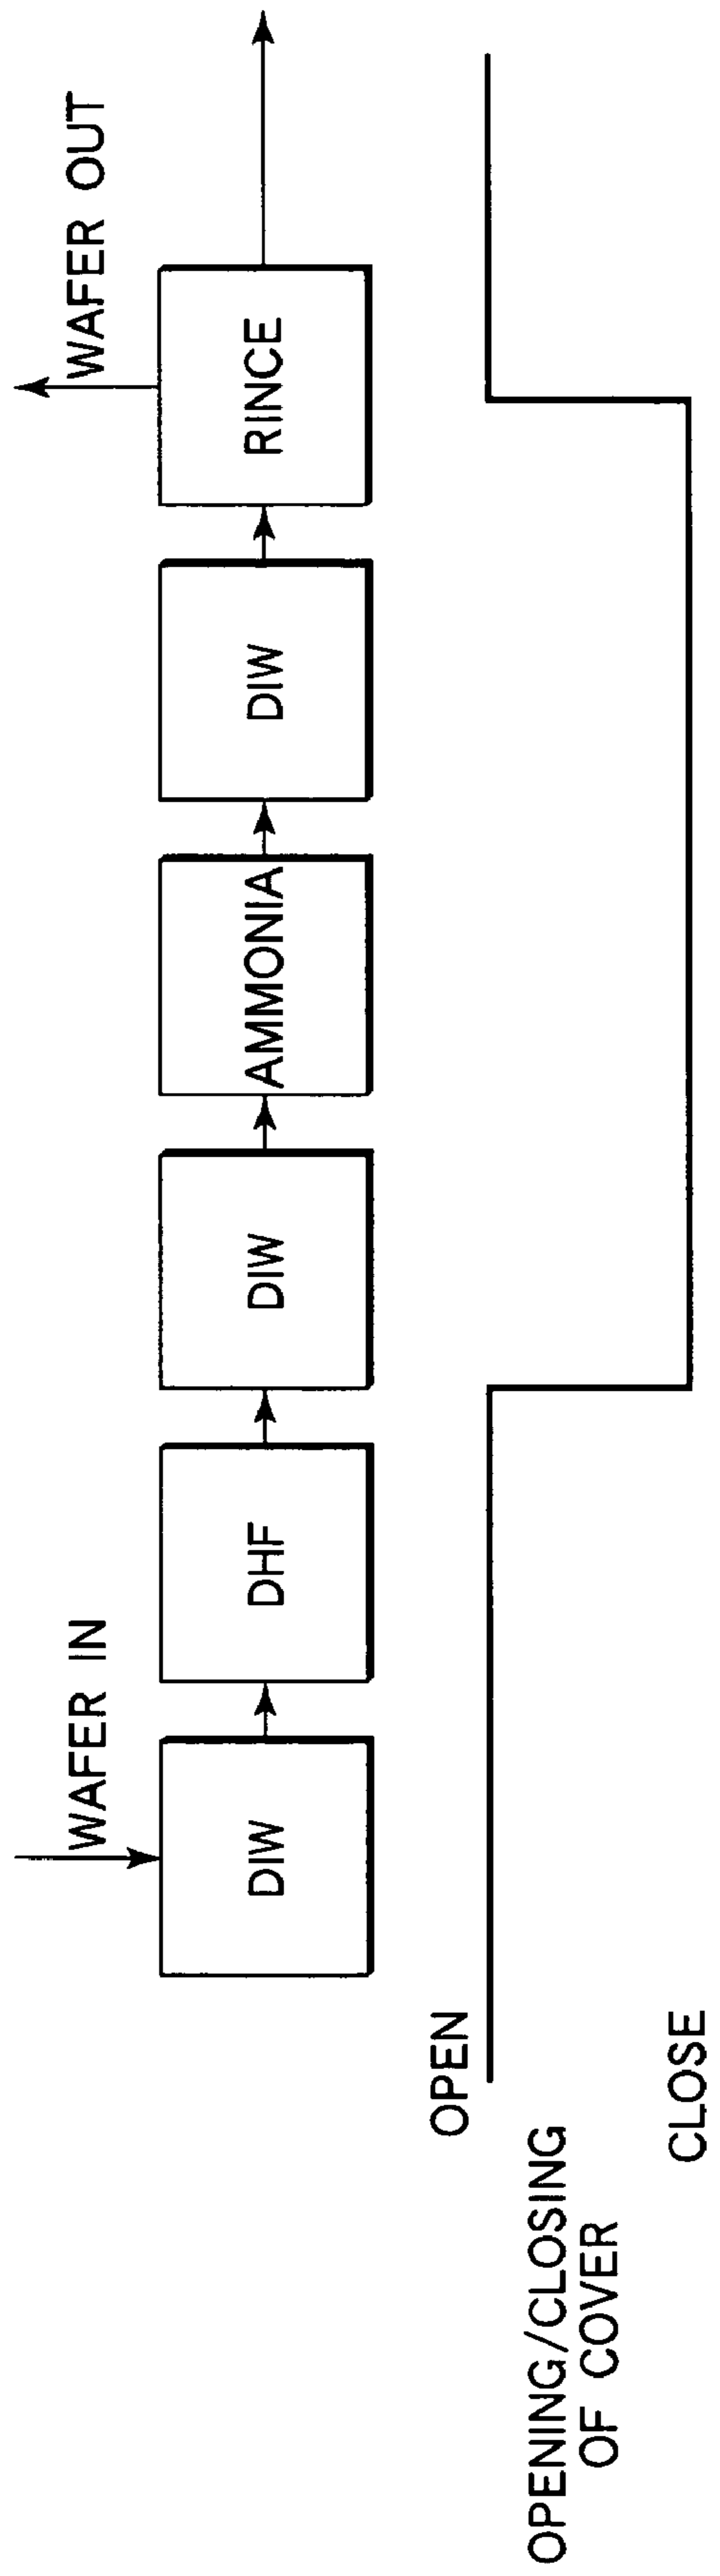 WAFER IN
WAFER OUT
DIW
DHF
DIW
AMMONIA
DIW
RINCE
OPEN
OPENING/CLOSING
OF COVER
CLOSE